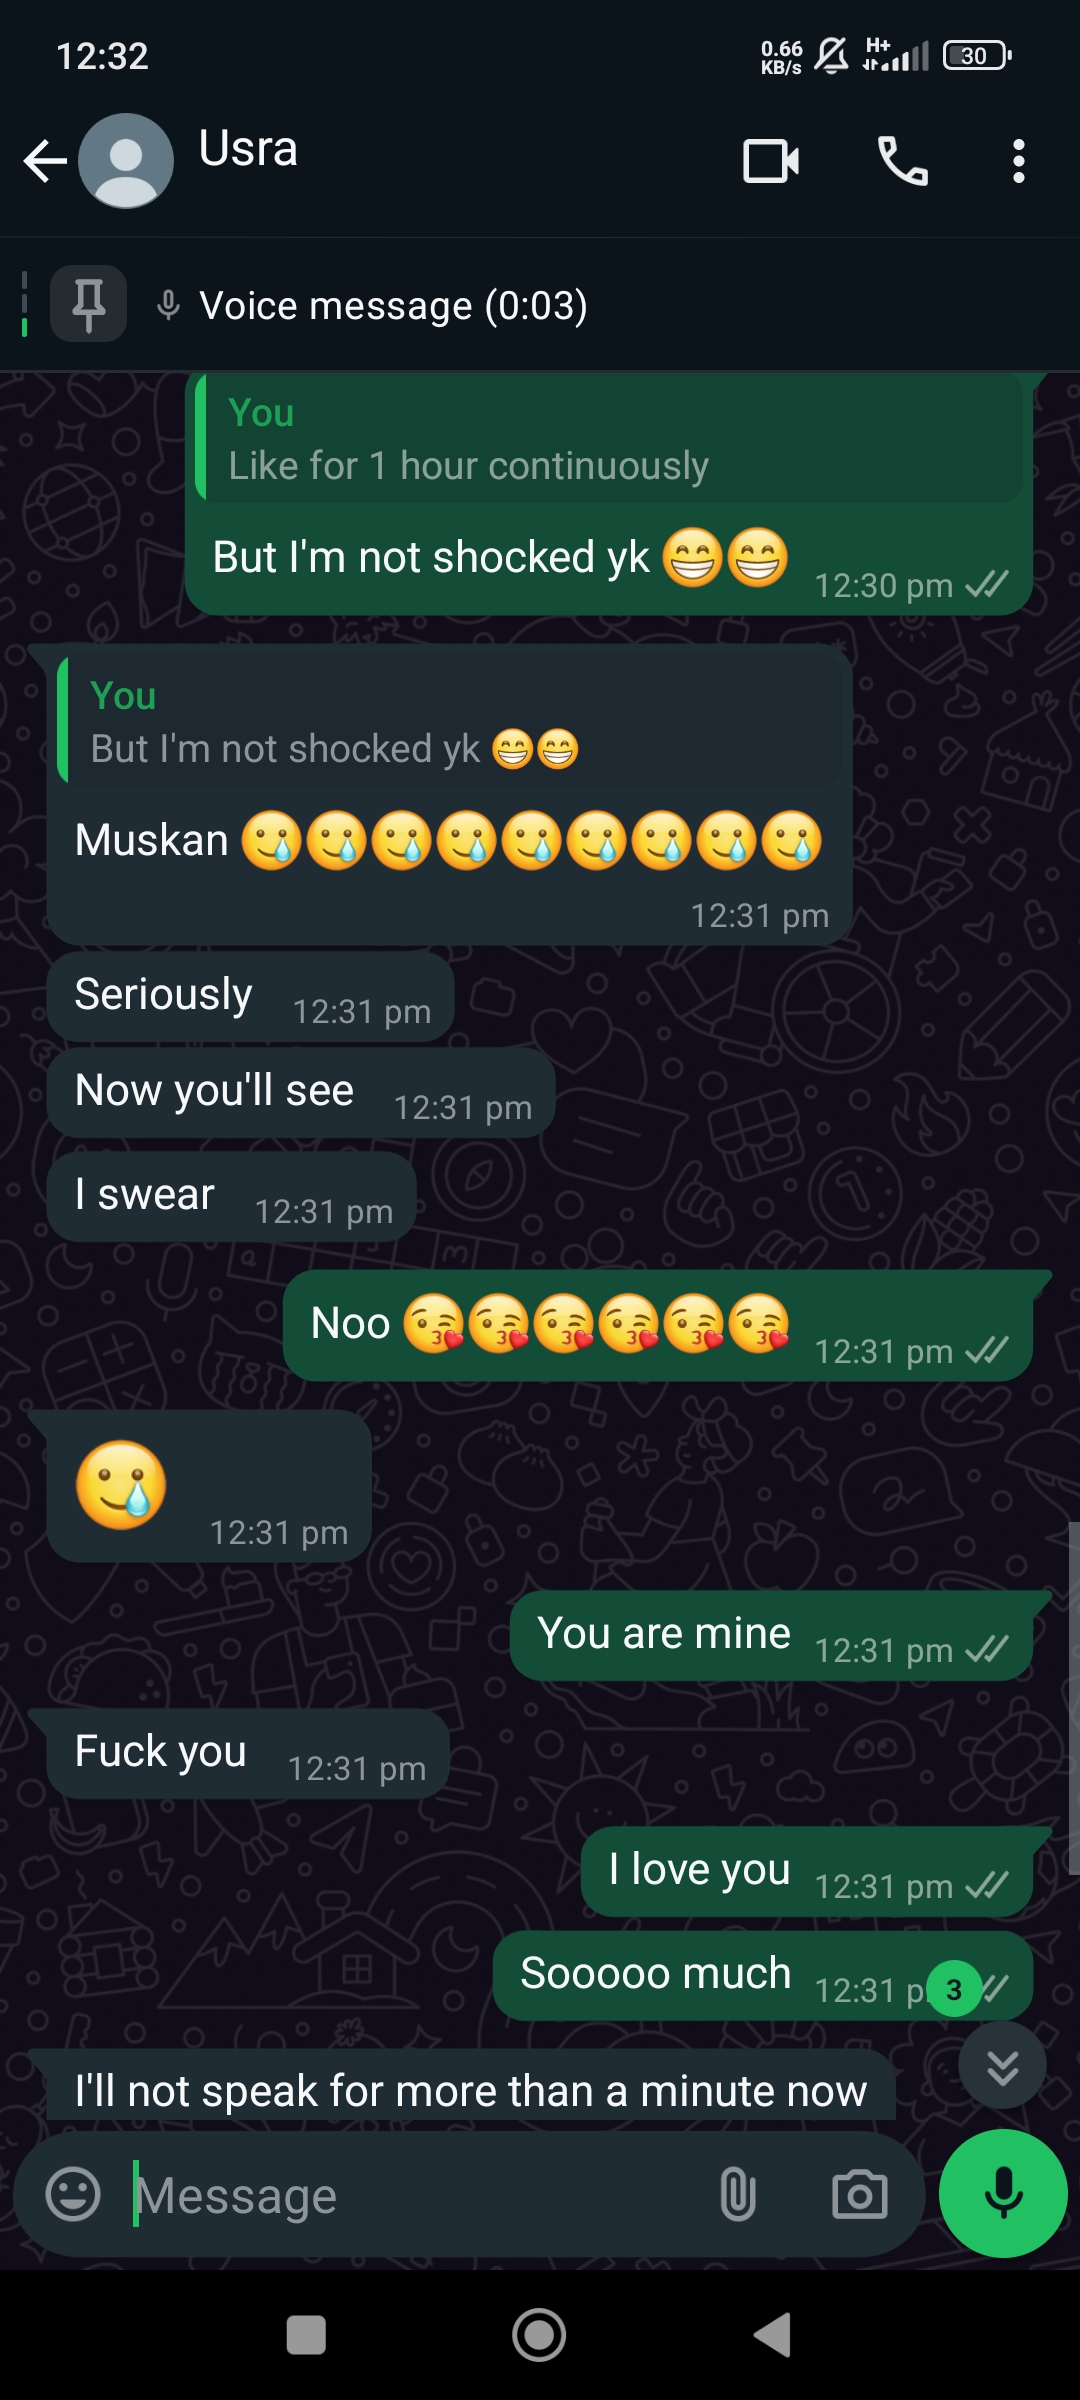 12:32
0.66
KB/s
H+
30
Usra
Voice message (0:03)
You
Like for 1 hour continuously
But I'm not shocked yk 😁😁
12:30 pm
You
But I'm not shocked yk 😁😁
Muskan 🥲🥲🥲🥲🥲🥲🥲🥲🥲
12:31 pm
Seriously 12:31 pm
Now you'll see 12:31 pm
I swear 12:31 pm
Noo 😘😘😘😘😘😘 12:31 pm
🥲 12:31 pm
You are mine 12:31 pm
Fuck you 12:31 pm
I love you 12:31 pm
Sooooo much 12:31 p
3
I'll not speak for more than a minute now
Message